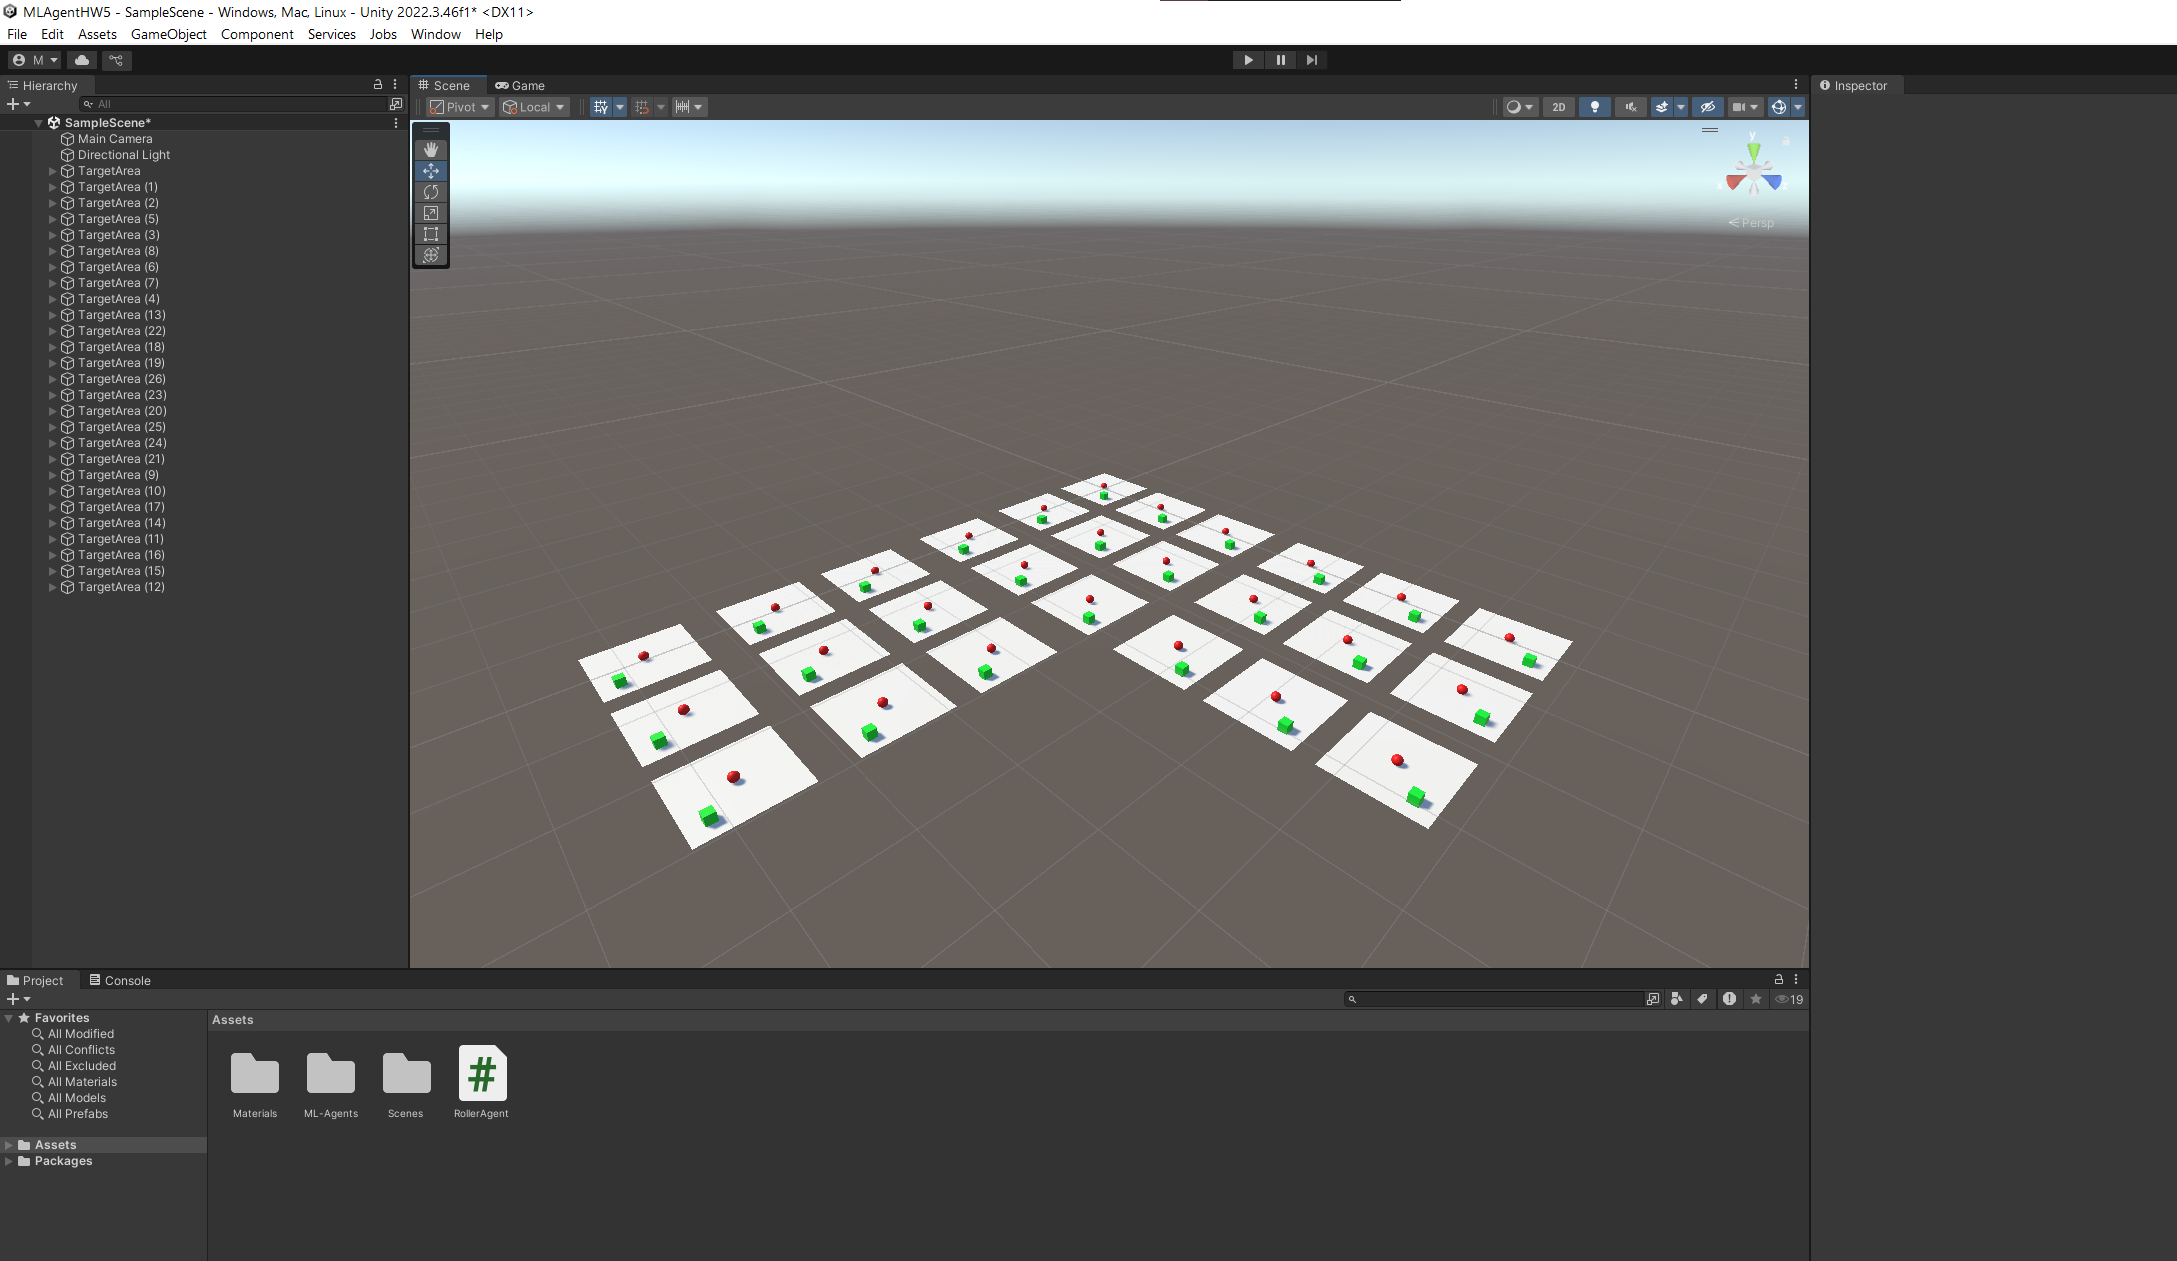 MLAgentHW5 - SampleScene - Windows, Mac, Linux - Unity 2022.3.46f1* <DX11>
File Edit Assets GameObject Component Services Jobs Window Help
M
Hierarchy
All
SampleScene*
Main Camera
Directional Light
TargetArea
TargetArea (1)
TargetArea (2)
TargetArea (5)
TargetArea (3)
TargetArea (8)
TargetArea (6)
TargetArea (7)
TargetArea (4)
TargetArea (13)
TargetArea (22)
TargetArea (18)
TargetArea (19)
TargetArea (26)
TargetArea (23)
TargetArea (20)
TargetArea (25)
TargetArea (24)
TargetArea (21)
TargetArea (9)
TargetArea (10)
TargetArea (17)
TargetArea (14)
TargetArea (11)
TargetArea (16)
TargetArea (15)
TargetArea (12)
Scene Game
Pivot Local 2D
y
x z
Persp
Inspector
Project Console
19
Favorites
All Modified
All Conflicts
All Excluded
All Materials
All Models
All Prefabs
Assets
Packages
Assets
Materials ML-Agents Scenes RollerAgent
#